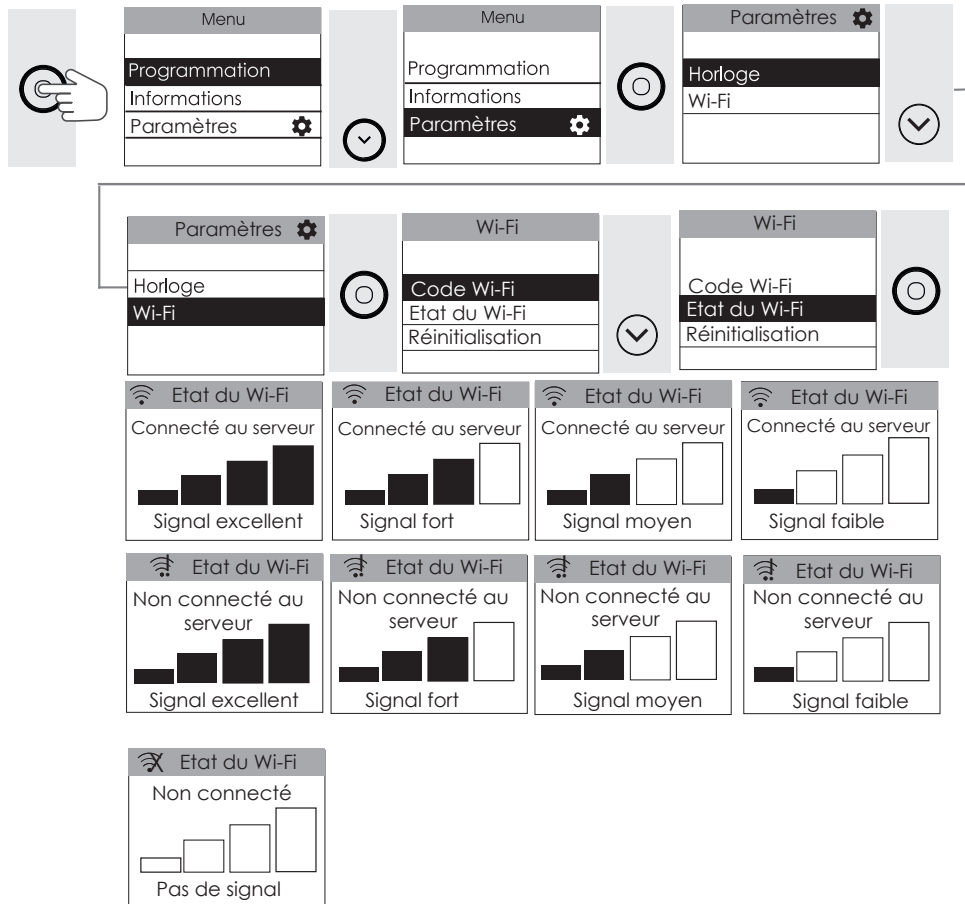 Menu
Programmation
Informations
Paramètres
Menu
Programmation
Informations
Paramètres
Paramètres
Horloge
Wi-Fi
Paramètres
Horloge
Wi-Fi
Wi-Fi
Code Wi-Fi
Etat du Wi-Fi
Réinitialisation
Wi-Fi
Code Wi-Fi
Etat du Wi-Fi
Réinitialisation
Etat du Wi-Fi
Connecté au serveur
Signal excellent
Etat du Wi-Fi
Connecté au serveur
Signal fort
Etat du Wi-Fi
Connecté au serveur
Signal moyen
Etat du Wi-Fi
Connecté au serveur
Signal faible
Etat du Wi-Fi
Non connecté au
serveur
Signal excellent
Etat du Wi-Fi
Non connecté au
serveur
Signal fort
Etat du Wi-Fi
Non connecté au
serveur
Signal moyen
Etat du Wi-Fi
Non connecté au
serveur
Signal faible
Etat du Wi-Fi
Non connecté
Pas de signal